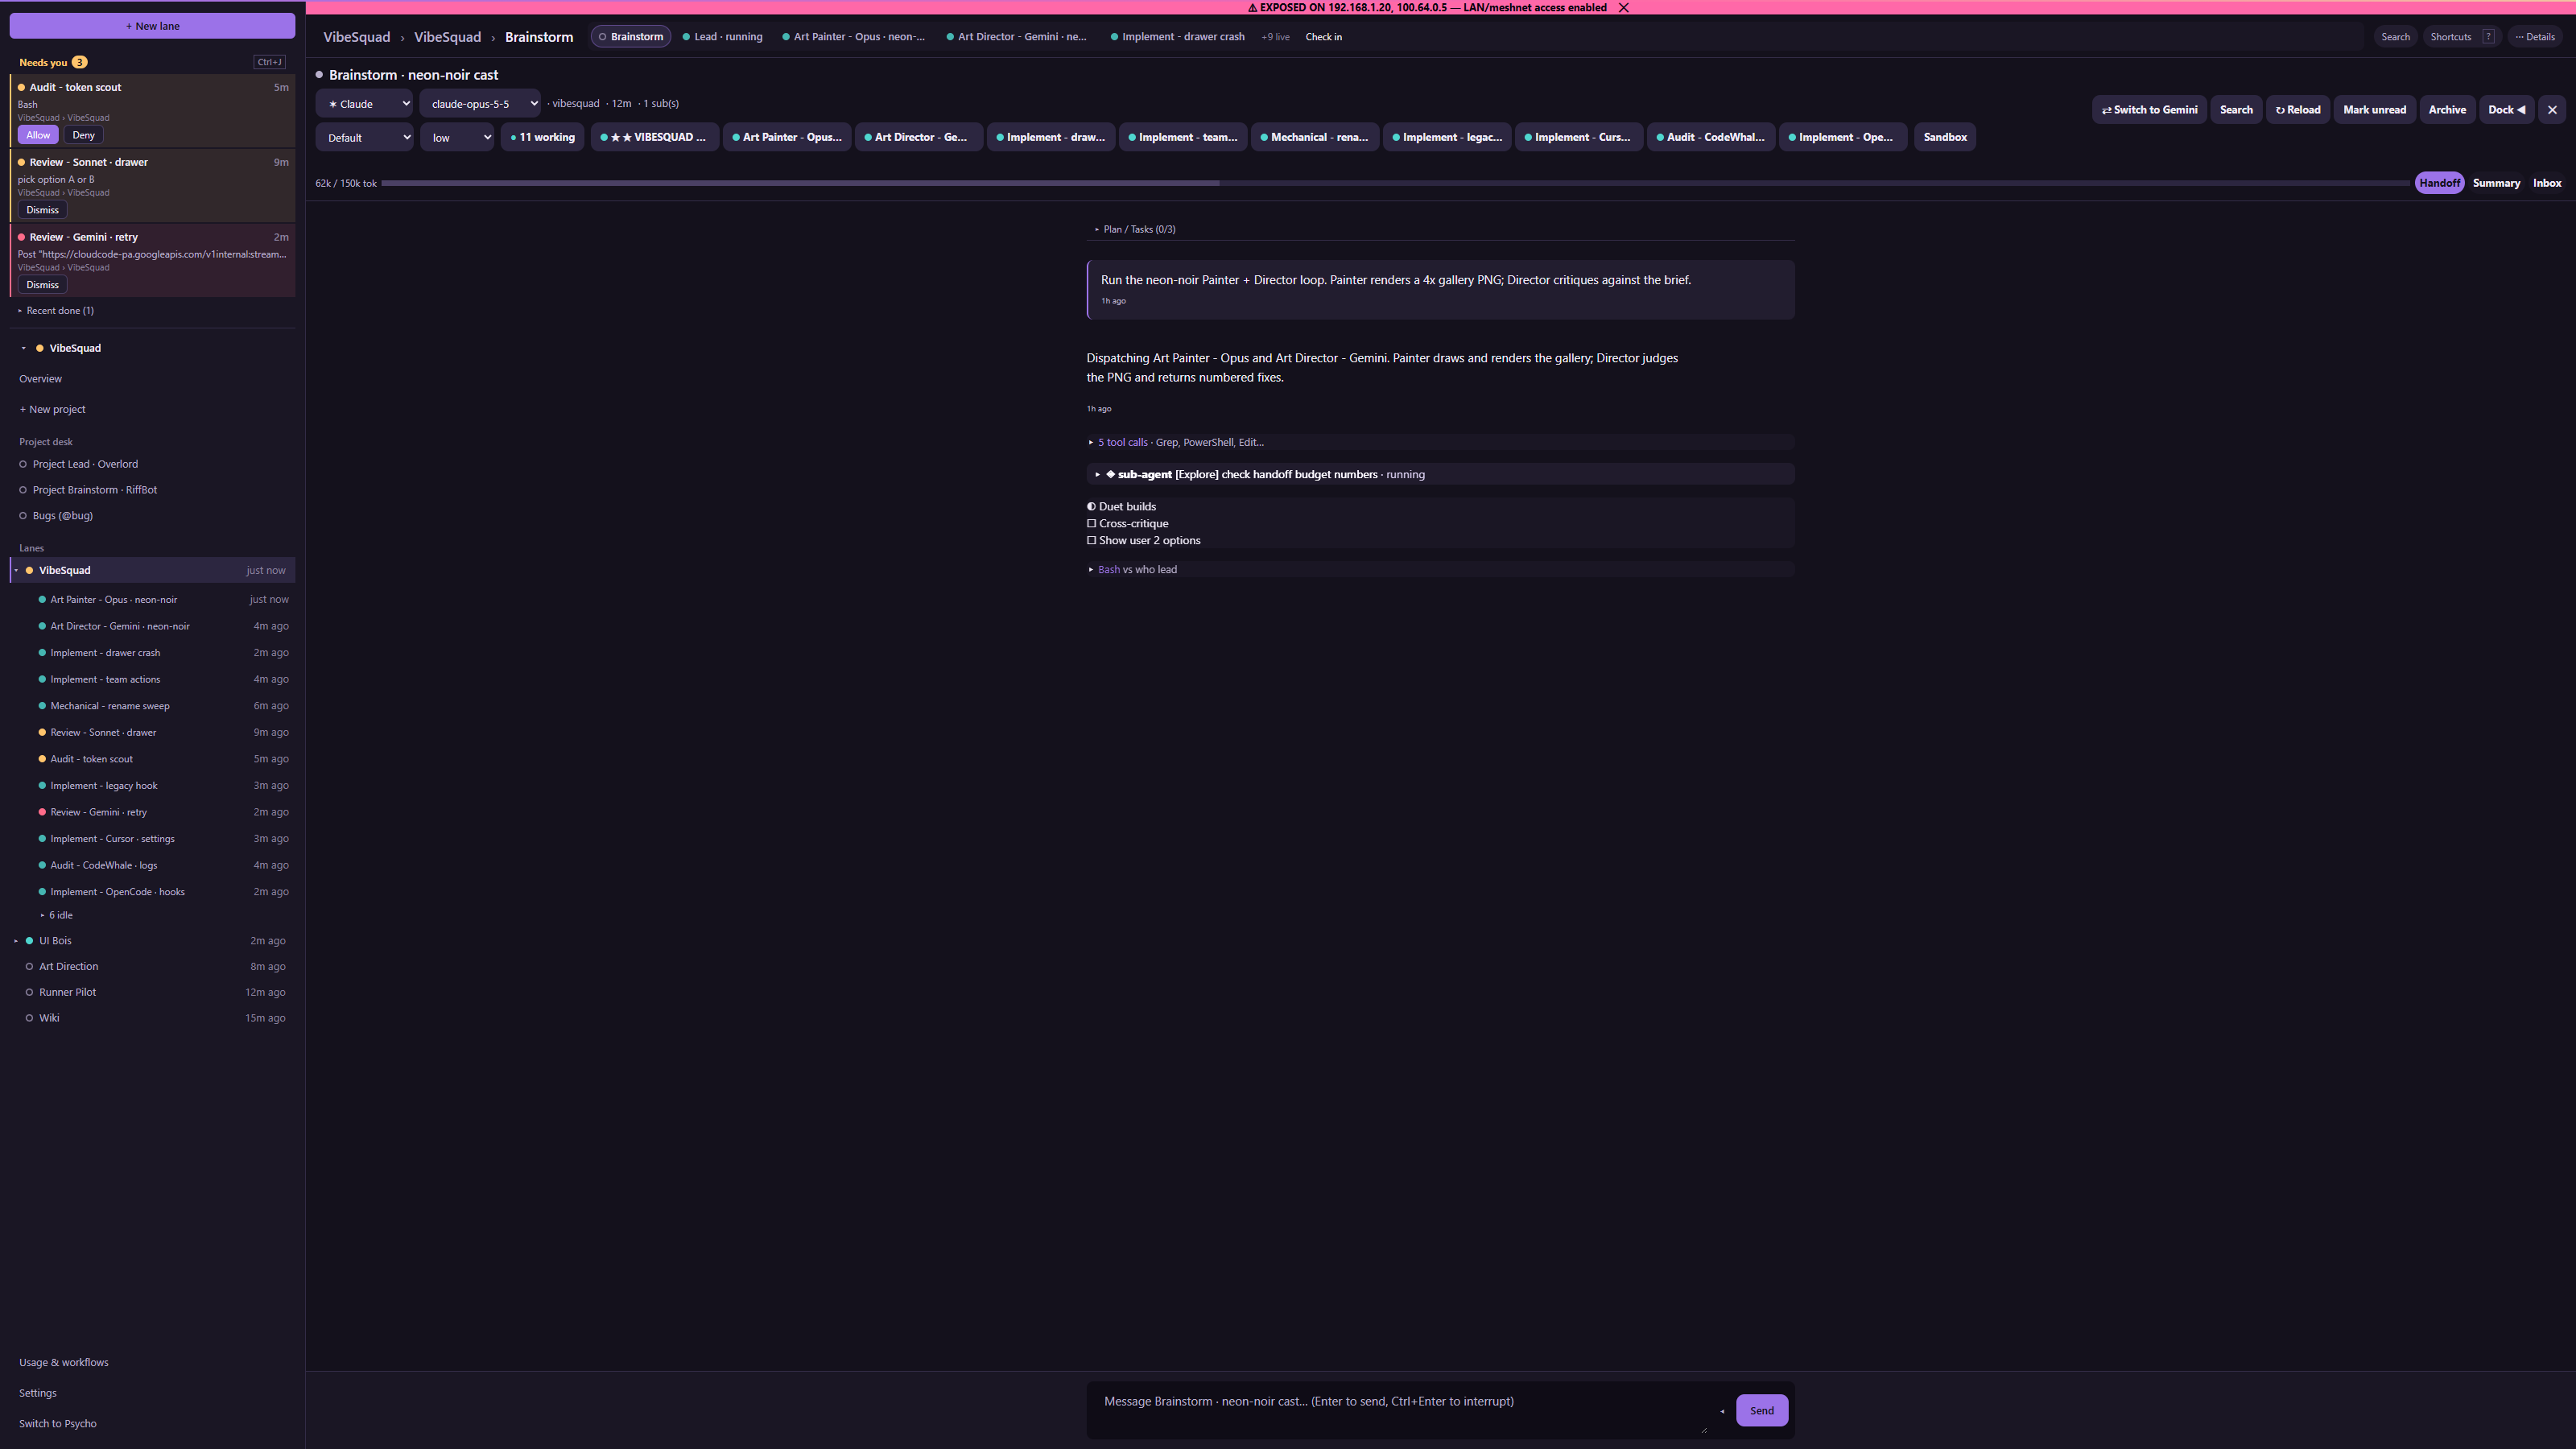 + New lane
Needs you 3 Ctrl+J
Audit - token scout 5m
Bash
VibeSquad › VibeSquad
Allow Deny
Review - Sonnet · drawer 9m
pick option A or B
VibeSquad › VibeSquad
Dismiss
Review - Gemini · retry 2m
Post "https://cloudcode-pa.googleapis.com/v1internal:stream...
VibeSquad › VibeSquad
Dismiss
Recent done (1)
VibeSquad
Overview
+ New project
Project desk
Project Lead · Overlord
Project Brainstorm · RiffBot
Bugs (@bug)
Lanes
VibeSquad just now
Art Painter - Opus · neon-noir just now
Art Director - Gemini · neon-noir 4m ago
Implement - drawer crash 2m ago
Implement - team actions 4m ago
Mechanical - rename sweep 6m ago
Review - Sonnet · drawer 9m ago
Audit - token scout 5m ago
Implement - legacy hook 3m ago
Review - Gemini · retry 2m ago
Implement - Cursor · settings 3m ago
Audit - CodeWhale · logs 4m ago
Implement - OpenCode · hooks 2m ago
6 idle
UI Bois 2m ago
Art Direction 8m ago
Runner Pilot 12m ago
Wiki 15m ago
Usage & workflows
Settings
Switch to Psycho
⚠ EXPOSED ON 192.168.1.20, 100.64.0.5 — LAN/meshnet access enabled
VibeSquad › VibeSquad › Brainstorm Brainstorm Lead · running Art Painter - Opus · neon-... Art Director - Gemini · ne... Implement - drawer crash +9 live Check in Search Shortcuts ? ··· Details
Brainstorm · neon-noir cast
✶ Claude claude-opus-5-5 · vibesquad · 12m · 1 sub(s) ⇄ Switch to Gemini Search ↻ Reload Mark unread Archive Dock ◀ ✕
Default low 11 working ★ ★ VIBESQUAD ... Art Painter - Opus... Art Director - Ge... Implement - draw... Implement - team... Mechanical - rena... Implement - legac... Implement - Curs... Audit - CodeWhal... Implement - Ope... Sandbox
62k / 150k tok Handoff Summary Inbox
Plan / Tasks (0/3)
Run the neon-noir Painter + Director loop. Painter renders a 4x gallery PNG; Director critiques against the brief.
1h ago
Dispatching Art Painter - Opus and Art Director - Gemini. Painter draws and renders the gallery; Director judges
the PNG and returns numbered fixes.
1h ago
5 tool calls · Grep, PowerShell, Edit...
❖ sub-agent [Explore] check handoff budget numbers · running
◐ Duet builds
☐ Cross-critique
☐ Show user 2 options
Bash vs who lead
Message Brainstorm · neon-noir cast... (Enter to send, Ctrl+Enter to interrupt)
Send